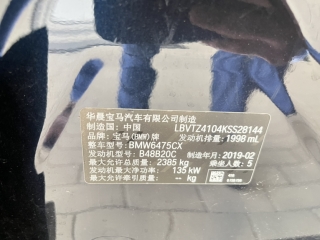 华晨宝马汽车有限公司制造
制造国：中国 LBVTZ4104KSS28144
品牌：宝马(BMW)牌 发动机排量：1998 mL
整车型号：BMW6475CX
发动机型号：B48B20C 制造年月：2019-02
最大允许总质量：2385 kg 乘坐人数：5
发动机最大净功率：135 kW
最大允许牵引质量：-- kg